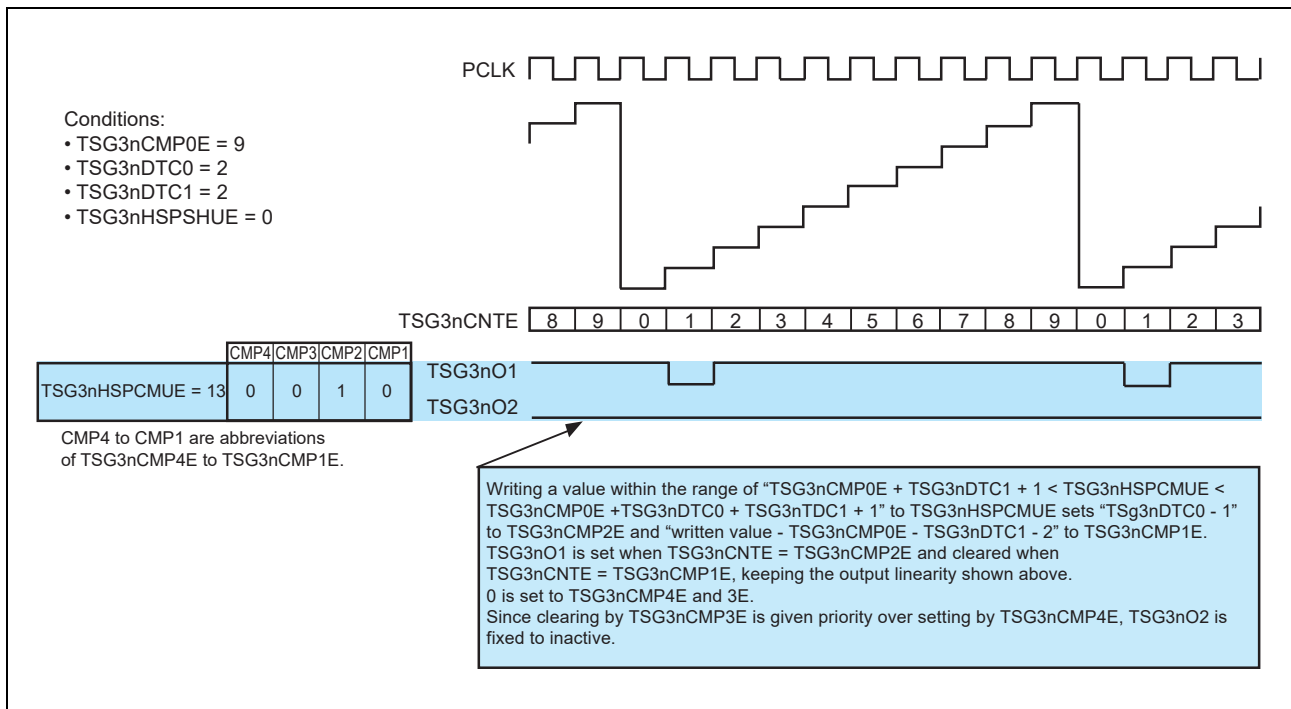 PCLK
Conditions:
• TSG3nCMP0E = 9
• TSG3nDTC0 = 2
• TSG3nDTC1 = 2
• TSG3nHSPSHUE = 0
TSG3nCNTE 8 9 0 1 2 3 4 5 6 7 8 9 0 1 2 3
CMP4 CMP3 CMP2 CMP1
TSG3nHSPCMUE = 13 0 0 1 0
TSG3nO1
TSG3nO2
CMP4 to CMP1 are abbreviations
of TSG3nCMP4E to TSG3nCMP1E.
Writing a value within the range of “TSG3nCMP0E + TSG3nDTC1 + 1 < TSG3nHSPCMUE <
TSG3nCMP0E +TSG3nDTC0 + TSG3nTDC1 + 1” to TSG3nHSPCMUE sets “TSg3nDTC0 - 1”
to TSG3nCMP2E and “written value - TSG3nCMP0E - TSG3nDTC1 - 2” to TSG3nCMP1E.
TSG3nO1 is set when TSG3nCNTE = TSG3nCMP2E and cleared when
TSG3nCNTE = TSG3nCMP1E, keeping the output linearity shown above.
0 is set to TSG3nCMP4E and 3E.
Since clearing by TSG3nCMP3E is given priority over setting by TSG3nCMP4E, TSG3nO2 is
fixed to inactive.